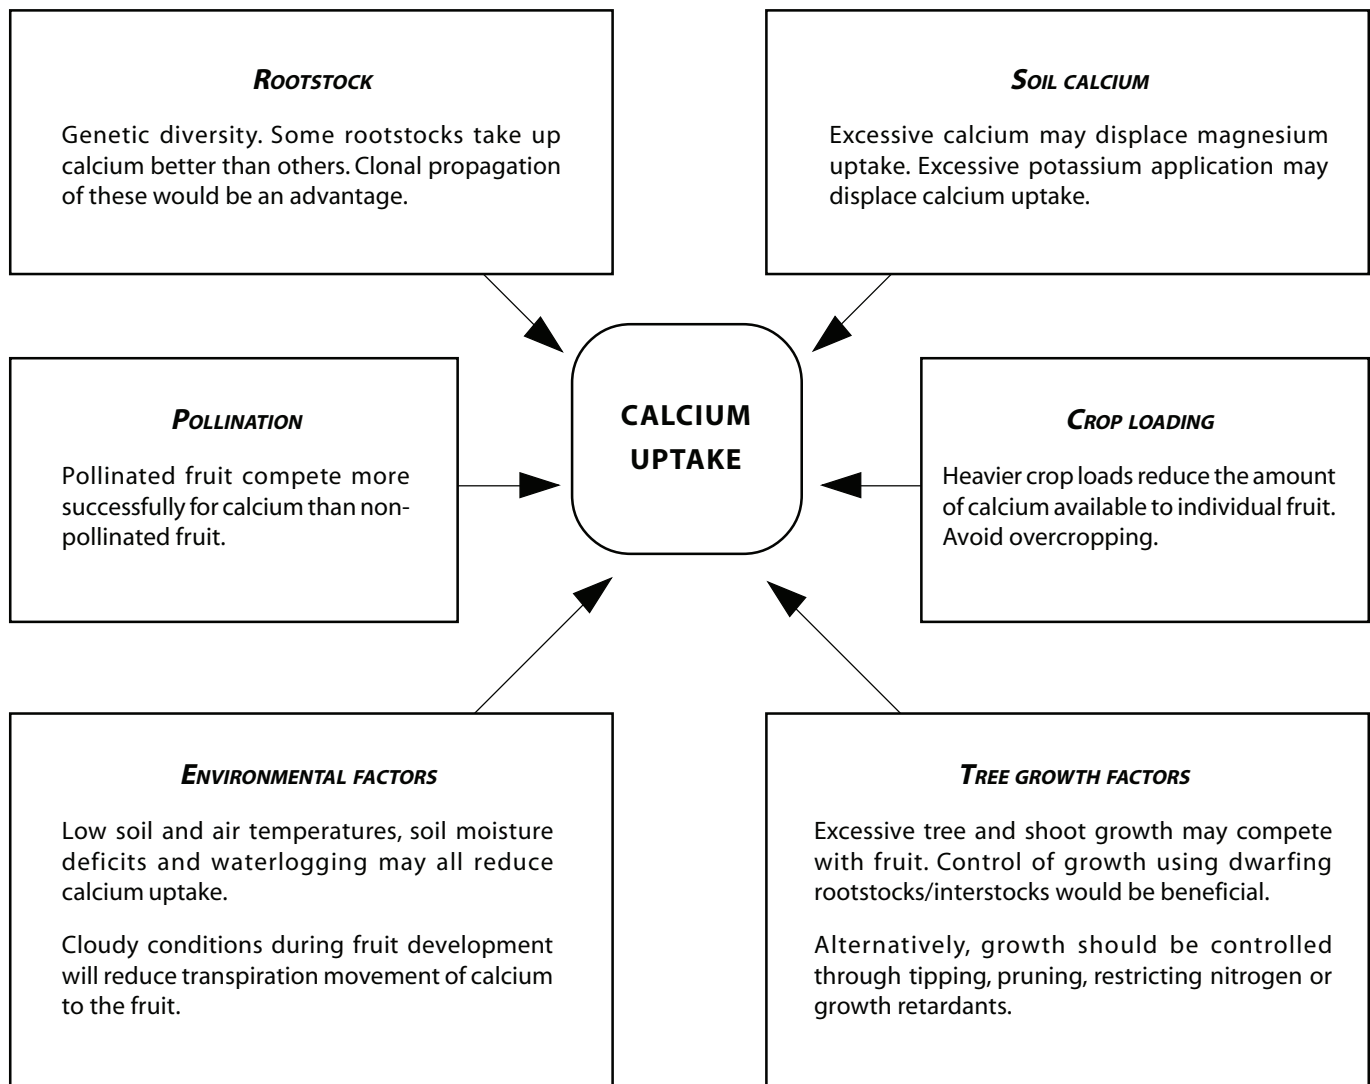 ROOTSTOCK
Genetic diversity. Some rootstocks take up
calcium better than others. Clonal propagation
of these would be an advantage.
SOIL CALCIUM
Excessive calcium may displace magnesium
uptake. Excessive potassium application may
displace calcium uptake.
POLLINATION
Pollinated fruit compete more
successfully for calcium than non-
pollinated fruit.
CALCIUM
UPTAKE
CROP LOADING
Heavier crop loads reduce the amount
of calcium available to individual fruit.
Avoid overcropping.
ENVIRONMENTAL FACTORS
Low soil and air temperatures, soil moisture
deficits and waterlogging may all reduce
calcium uptake.
Cloudy conditions during fruit development
will reduce transpiration movement of calcium
to the fruit.
TREE GROWTH FACTORS
Excessive tree and shoot growth may compete
with fruit. Control of growth using dwarfing
rootstocks/interstocks would be beneficial.
Alternatively, growth should be controlled
through tipping, pruning, restricting nitrogen or
growth retardants.